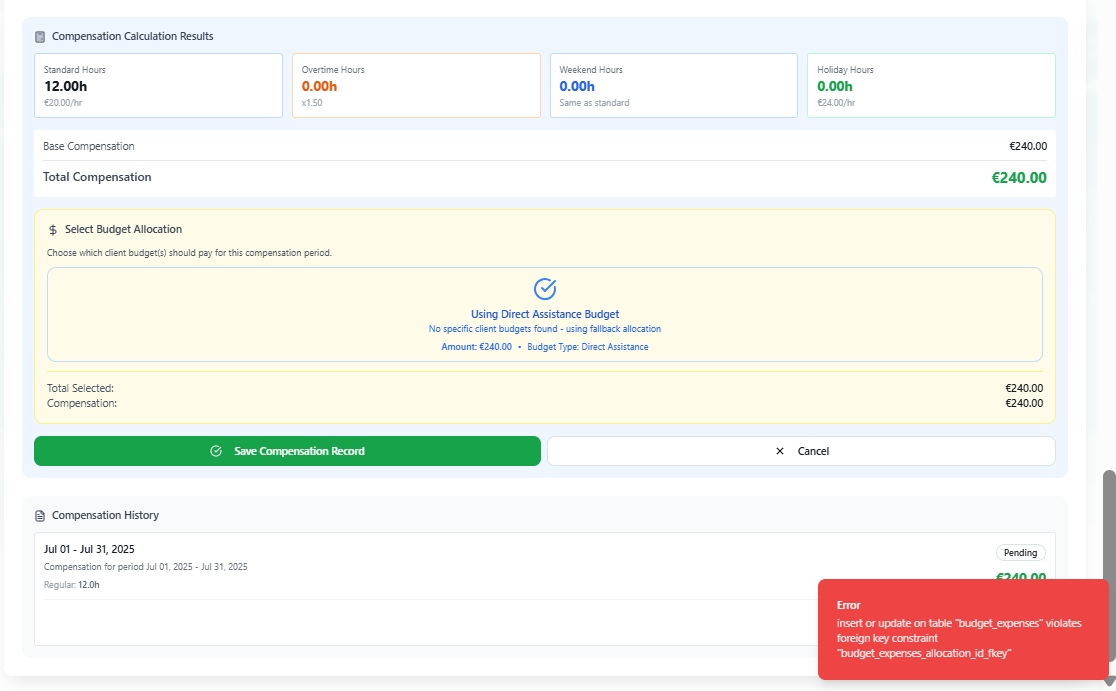 Compensation Calculation Results
Standard Hours
12.00h
€20.00/hr
Overtime Hours
0.00h
x1.50
Weekend Hours
0.00h
Same as standard
Holiday Hours
0.00h
€24.00/hr
Base Compensation €240.00
Total Compensation €240.00
$ Select Budget Allocation
Choose which client budget(s) should pay for this compensation period.
Using Direct Assistance Budget
No specific client budgets found - using fallback allocation
Amount: €240.00 • Budget Type: Direct Assistance
Total Selected: €240.00
Compensation: €240.00
Save Compensation Record
Cancel
Compensation History
Jul 01 - Jul 31, 2025
Pending
Compensation for period Jul 01, 2025 - Jul 31, 2025
€240.00
Regular: 12.0h
Error
insert or update on table "budget_expenses" violates
foreign key constraint
"budget_expenses_allocation_id_fkey"